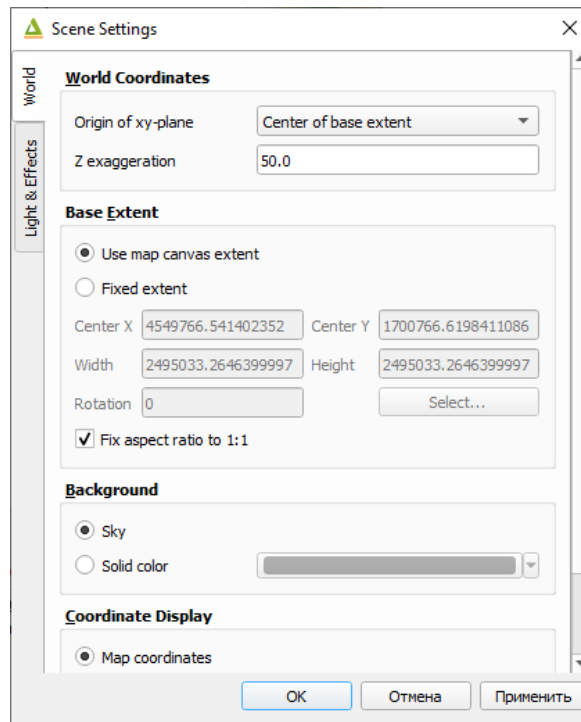 Scene Settings
World
Light & Effects
World Coordinates
Origin of xy-plane Center of base extent
Z exaggeration 50.0
Base Extent
Use map canvas extent
Fixed extent
Center X 4549766.541402352 Center Y 1700766.6198411086
Width 2495033.2646399997 Height 2495033.2646399997
Rotation 0 Select...
Fix aspect ratio to 1:1
Background
Sky
Solid color
Coordinate Display
Map coordinates
OK Отмена Применить